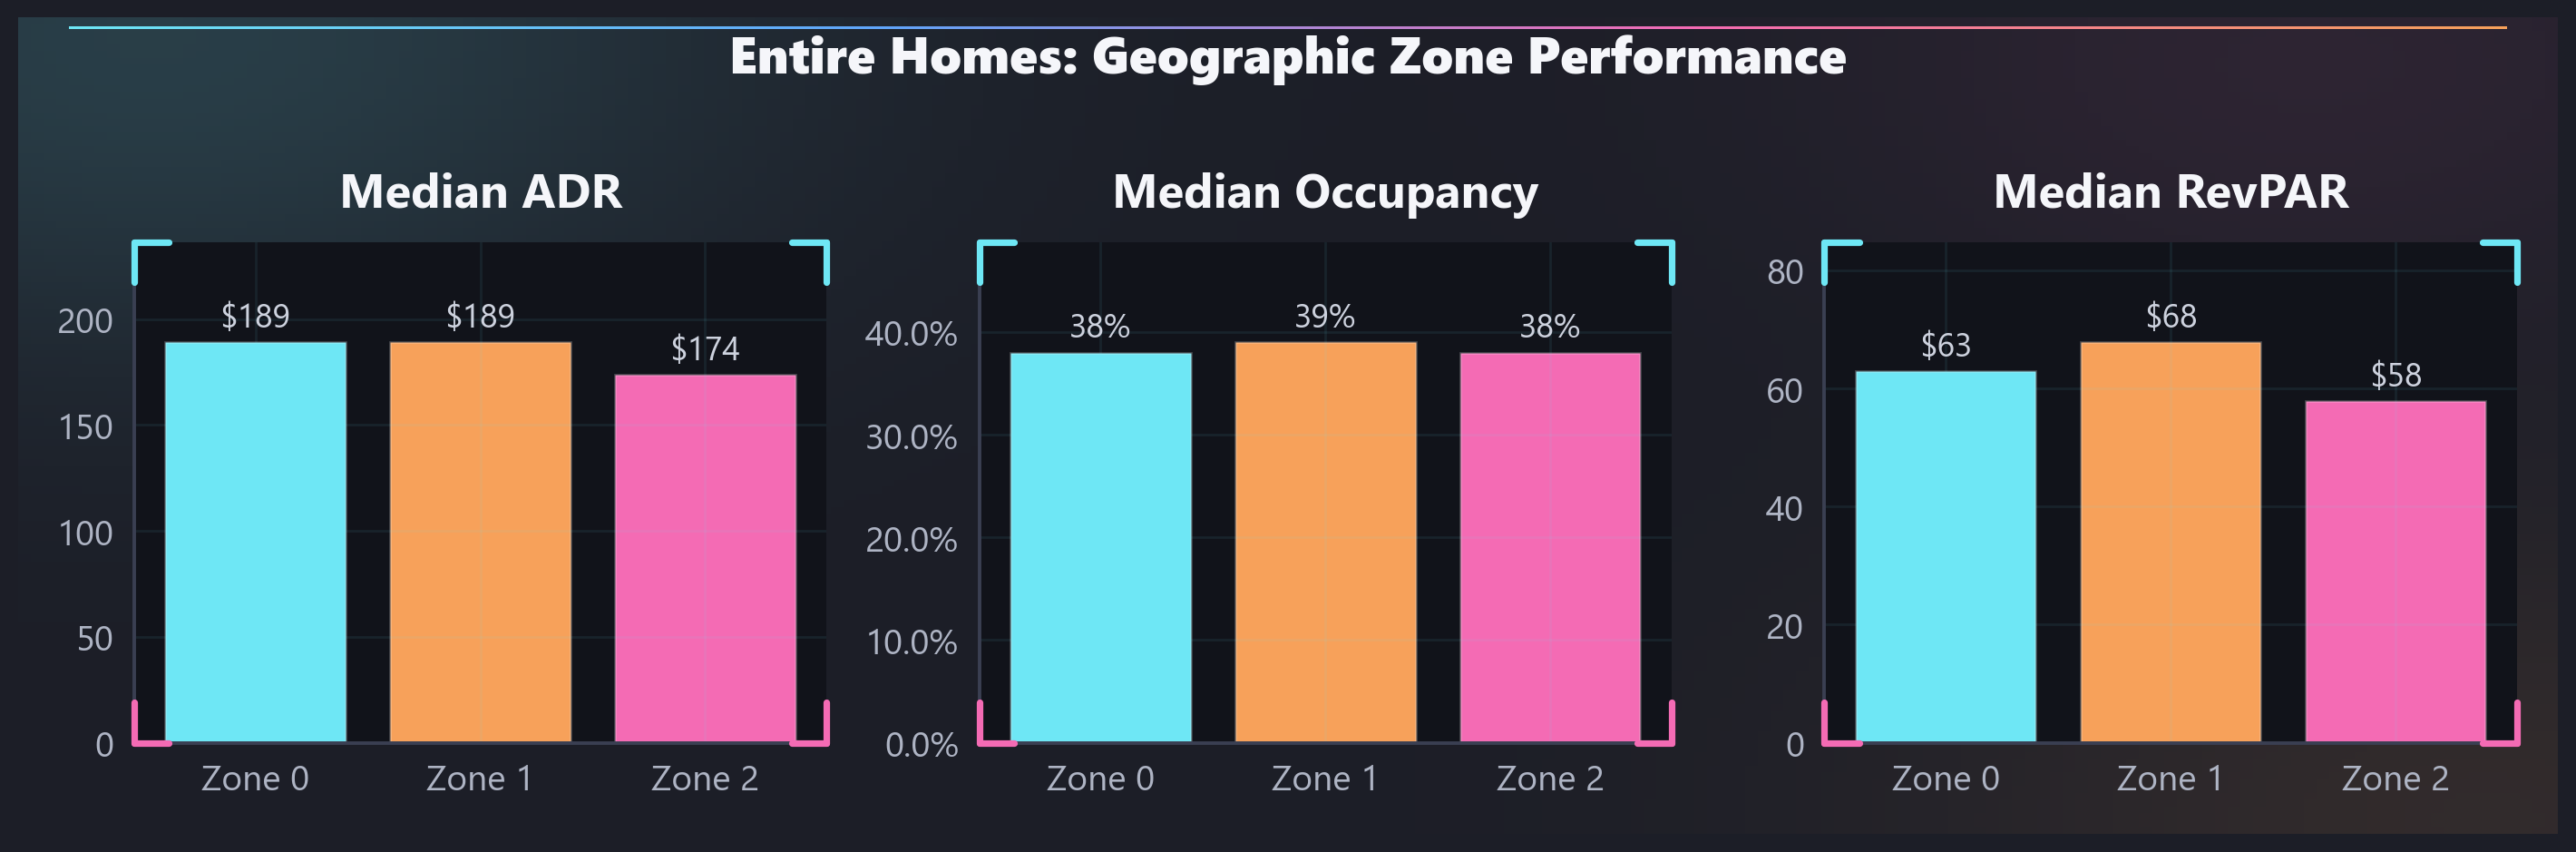 Entire Homes: Geographic Zone Performance
Median ADR
200
150
100
50
0
$189
$189
$174
Zone 0
Zone 1
Zone 2
Median Occupancy
40.0%
30.0%
20.0%
10.0%
0.0%
38%
39%
38%
Zone 0
Zone 1
Zone 2
Median RevPAR
80
60
40
20
0
$63
$68
$58
Zone 0
Zone 1
Zone 2